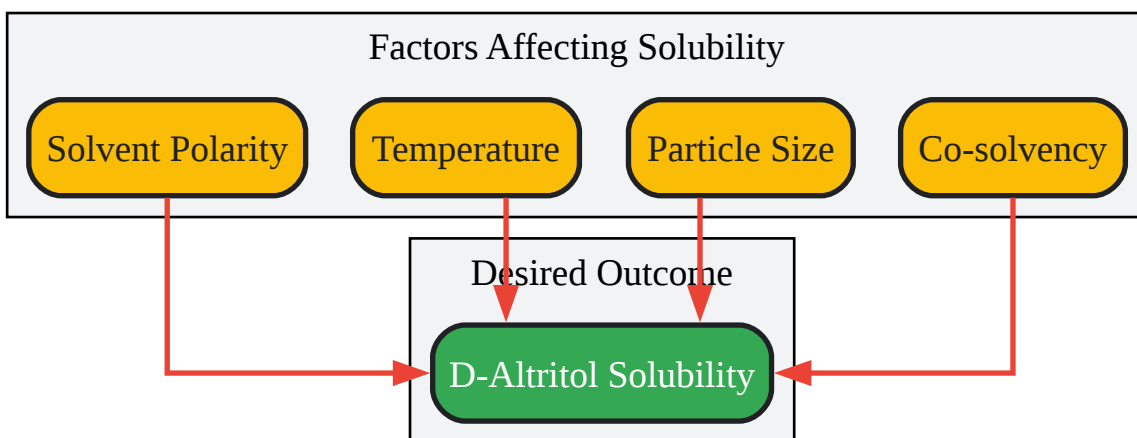 Factors Affecting Solubility
Solvent Polarity
Temperature
Particle Size
Co-solvency
Desired Outcome
D-Altritol Solubility